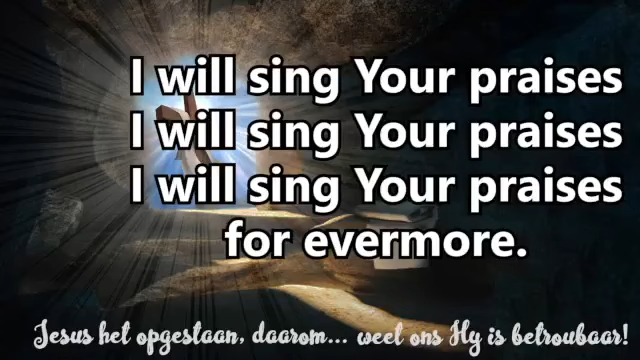 I will sing Your praises
I will sing Your praises
I will sing Your praises
for evermore.
Jesus het opgestaan, daarom... weet ons Hy is betroubaar!